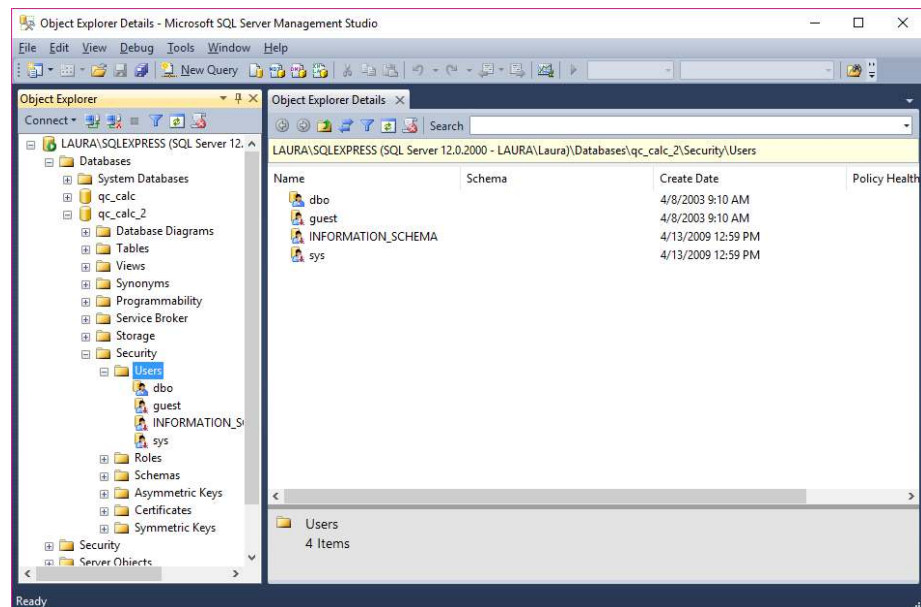 Object Explorer Details - Microsoft SQL Server Management Studio
File Edit View Debug Tools Window Help
New Query
Object Explorer
Connect
LAURA\SQLEXPRESS (SQL Server 12.
Databases
System Databases
qc_calc
qc_calc_2
Database Diagrams
Tables
Views
Synonyms
Programmability
Service Broker
Storage
Security
Users
dbo
guest
INFORMATION_S
sys
Roles
Schemas
Asymmetric Keys
Certificates
Symmetric Keys
Security
Server Objects
Object Explorer Details
Search
LAURA\SQLEXPRESS (SQL Server 12.0.2000 - LAURA\Laura)\Databases\qc_calc_2\Security\Users
Name Schema Create Date Policy Health
dbo 4/8/2003 9:10 AM
guest 4/8/2003 9:10 AM
INFORMATION_SCHEMA 4/13/2009 12:59 PM
sys 4/13/2009 12:59 PM
Users
4 Items
Ready